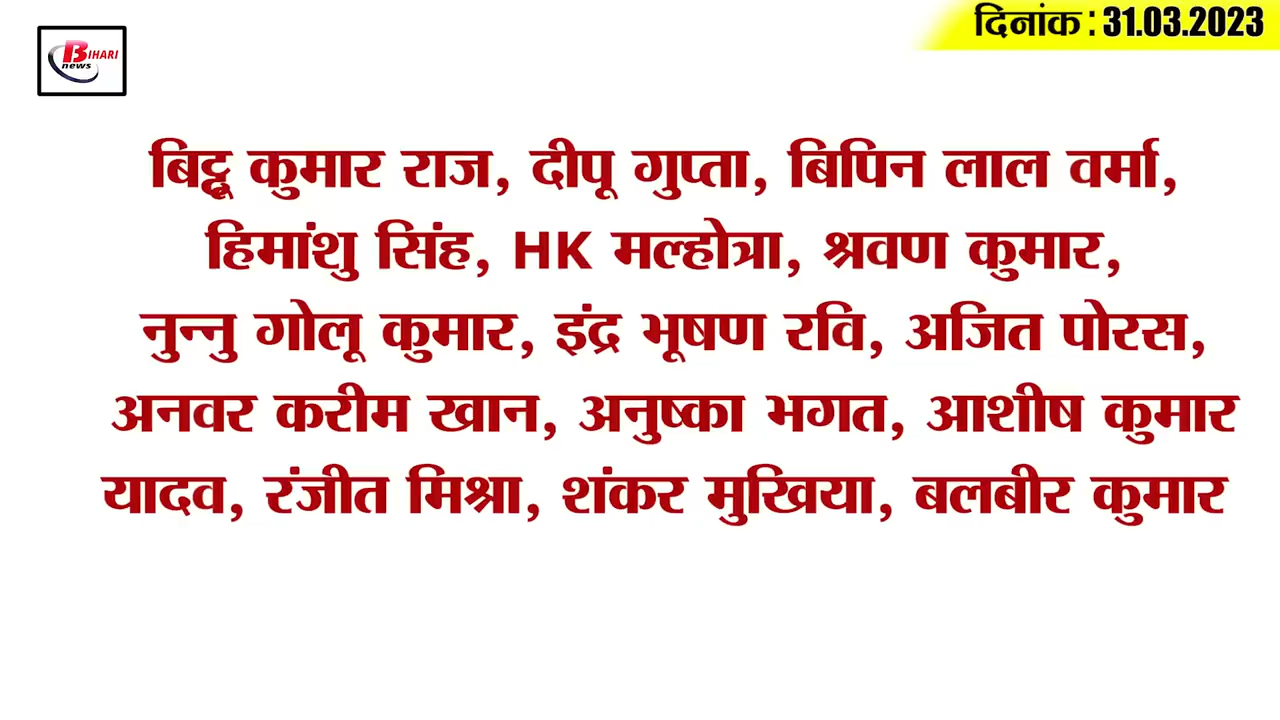 BIHARI
news
दिनांक : 31.03.2023
बिट्टू कुमार राज, दीपू गुप्ता, बिपिन लाल वर्मा,
हिमांशु सिंह, HK मल्होत्रा, श्रवण कुमार,
नुन्नु गोलू कुमार, इंद्र भूषण रवि, अजित पोरस,
अनवर करीम खान, अनुष्का भगत, आशीष कुमार
यादव, रंजीत मिश्रा, शंकर मुखिया, बलबीर कुमार